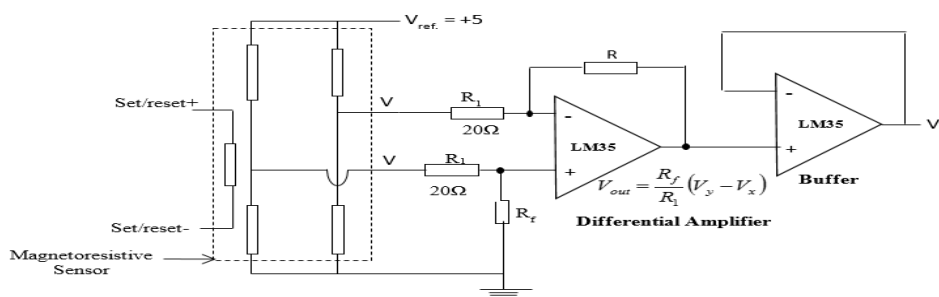 V ref. = +5
Set/reset+
V
R1
20Ω
R
-
LM35
+
V
R1
20Ω
Rf
Vout = Rf/R1 (Vy − Vx)
Differential Amplifier
-
LM35
+
V
Buffer
Set/reset-
Magnetoresistive
Sensor